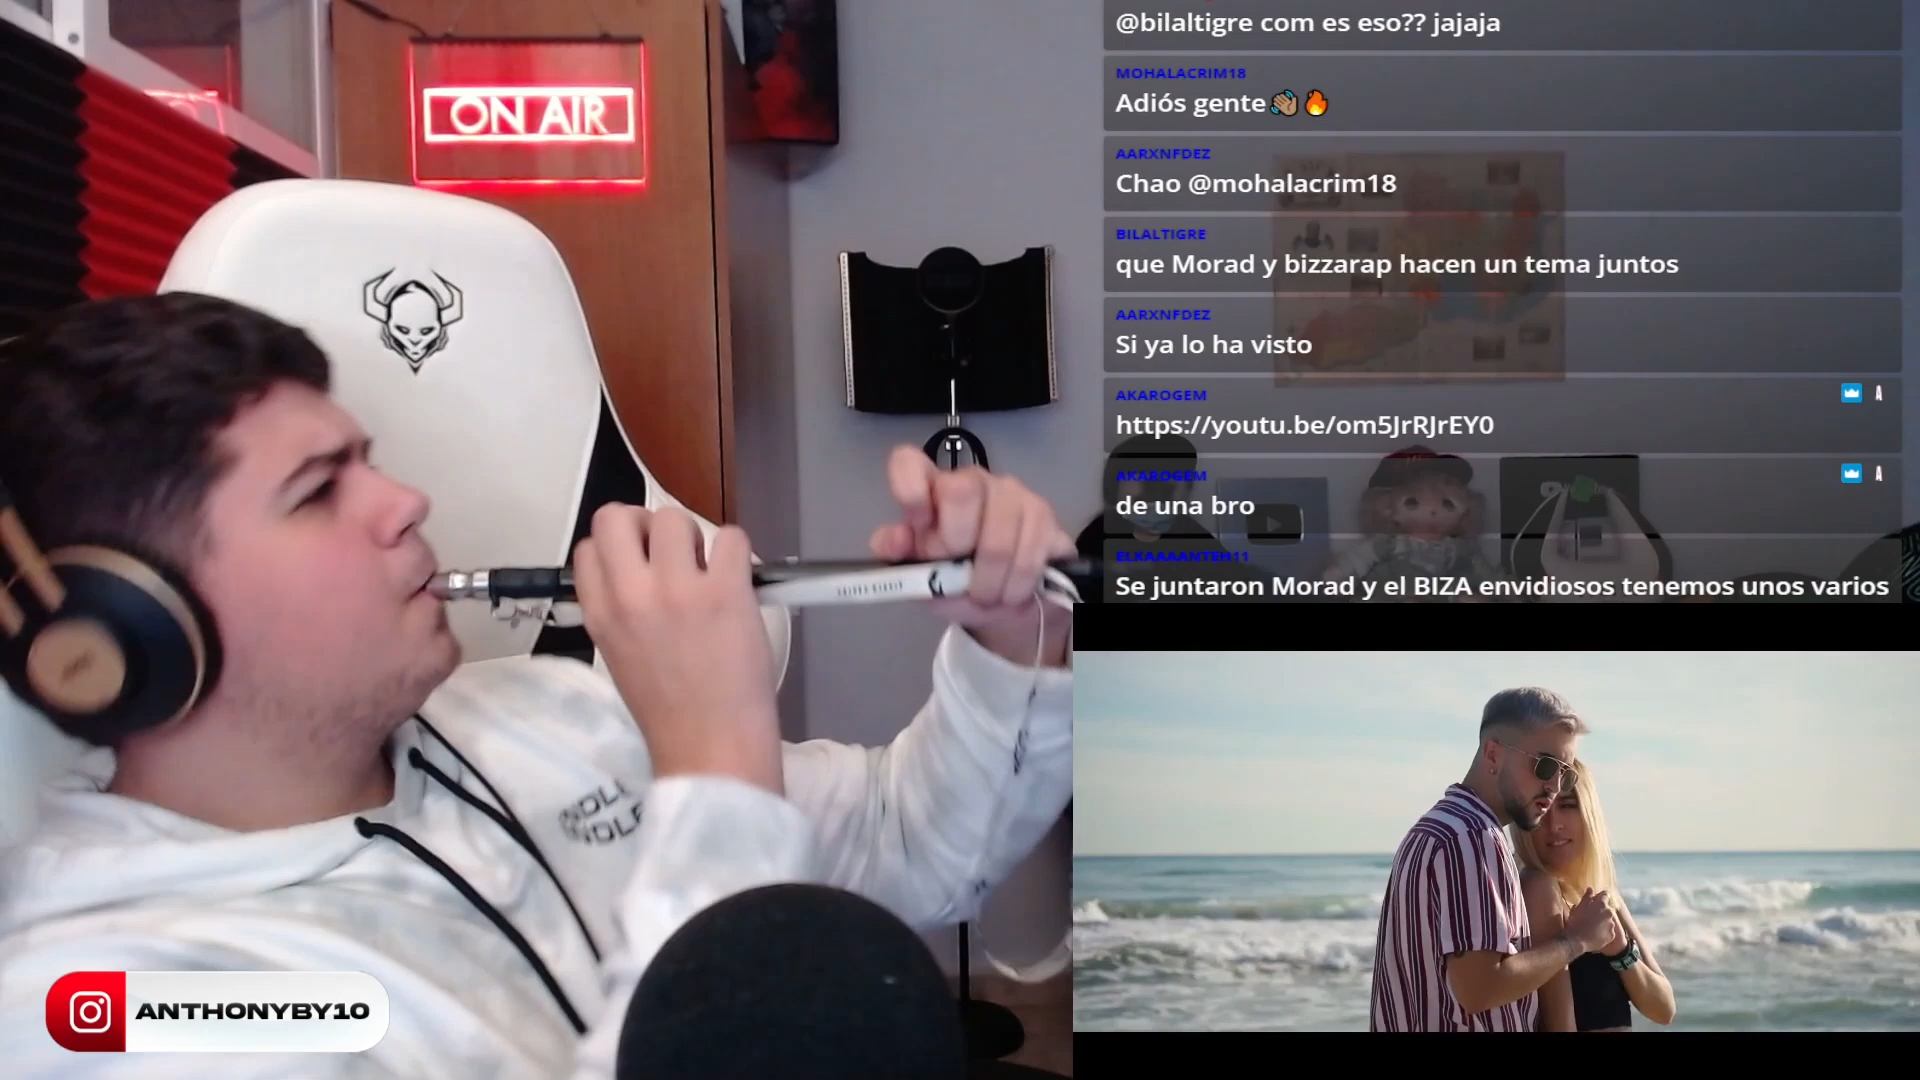 ON AIR
@bilaltigre com es eso?? jajaja
MOHALACRIM18
Adiós gente👋🏽🔥
AARXNFDEZ
Chao @mohalacrim18
BILALTIGRE
que Morad y bizzarap hacen un tema juntos
AARXNFDEZ
Si ya lo ha visto
AKAROGEM
https://youtu.be/om5JrRJrEY0
AKAROGEM
de una bro
ELKAAAANTEH11
Se juntaron Morad y el BIZA envidiosos tenemos unos varios
ANTHONYBY10